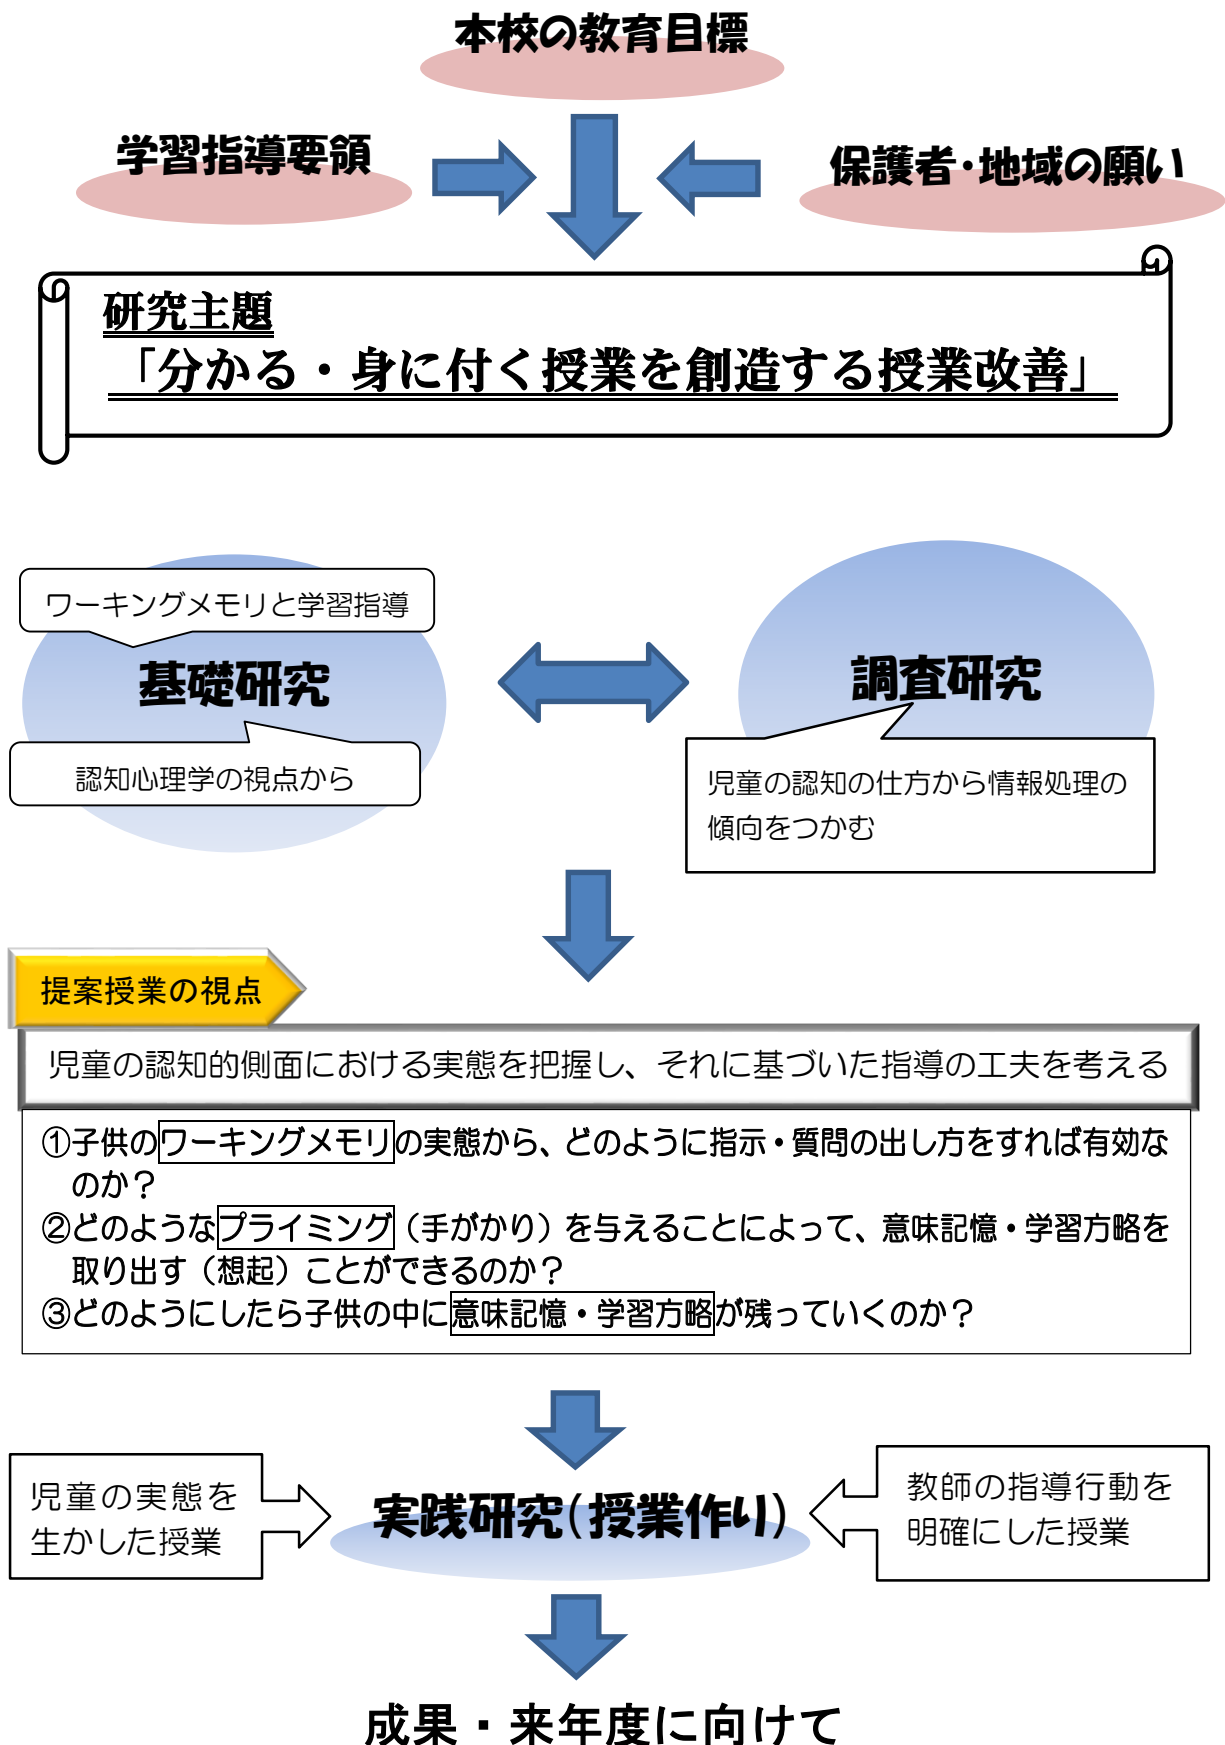 本校の教育目標
学習指導要領
保護者・地域の願い
研究主題
「分かる・身に付く授業を創造する授業改善」
ワーキングメモリと学習指導
基礎研究
認知心理学の視点から
調査研究
児童の認知の仕方から情報処理の
傾向をつかむ
提案授業の視点
児童の認知的側面における実態を把握し、それに基づいた指導の工夫を考える
①子供のワーキングメモリの実態から、どのように指示・質問の出し方をすれば有効な
のか？
②どのようなプライミング（手がかり）を与えることによって、意味記憶・学習方略を
取り出す（想起）ことができるのか？
③どのようにしたら子供の中に意味記憶・学習方略が残っていくのか？
児童の実態を
生かした授業
実践研究(授業作り)
教師の指導行動を
明確にした授業
成果・来年度に向けて